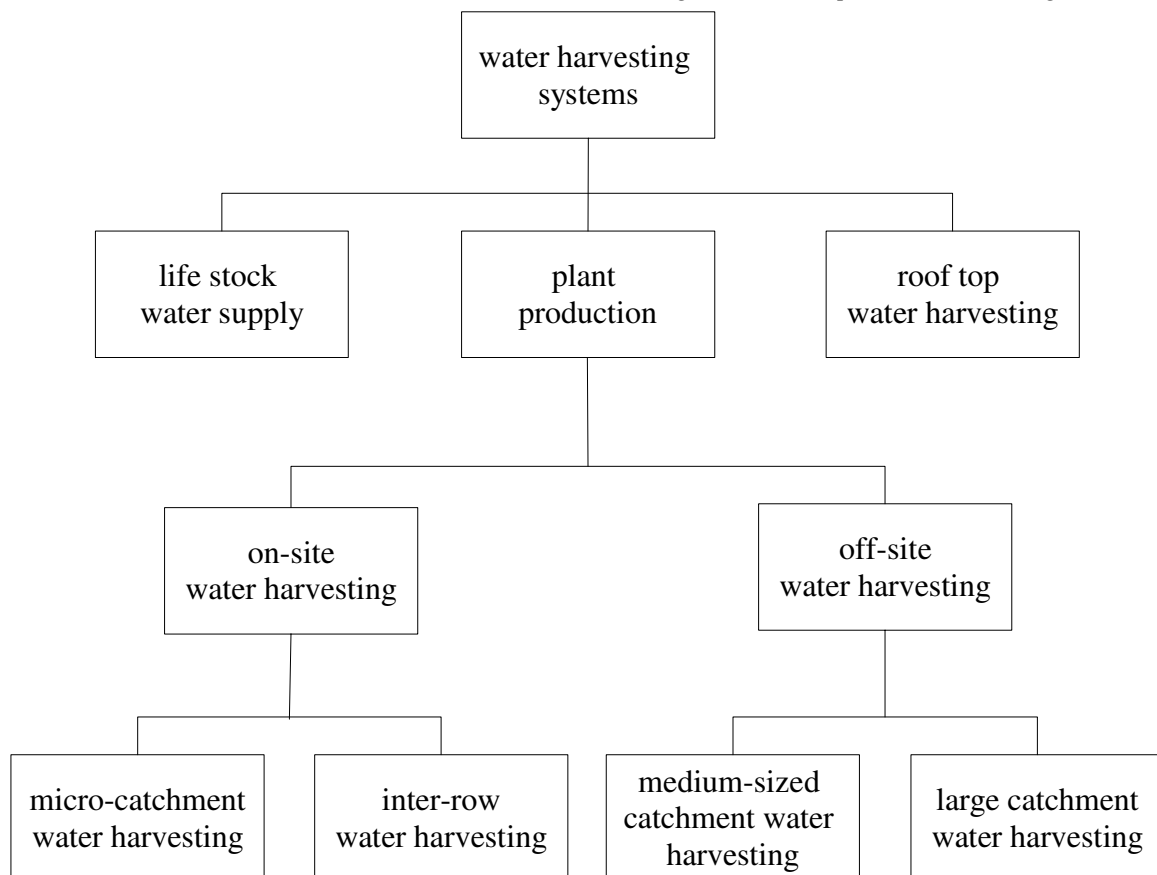 water harvesting
systems
life stock
water supply
plant
production
roof top
water harvesting
on-site
water harvesting
off-site
water harvesting
micro-catchment
water harvesting
inter-row
water harvesting
medium-sized
catchment water
harvesting
large catchment
water harvesting